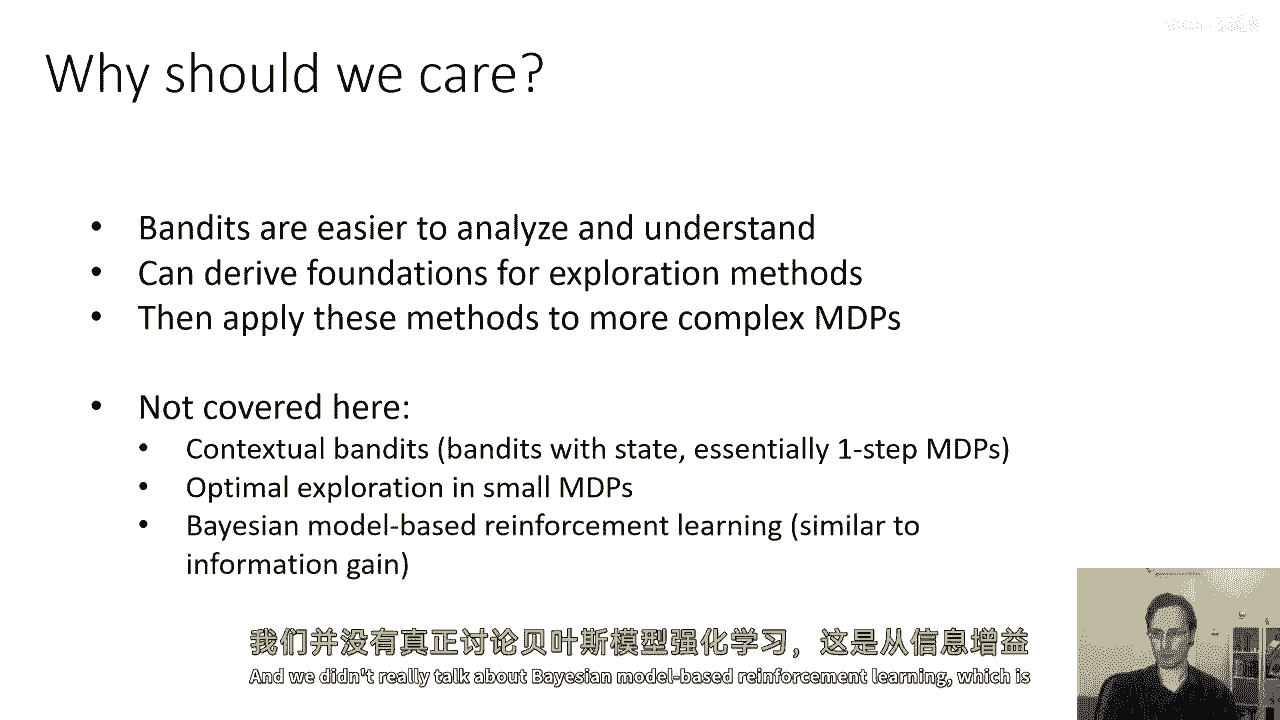 Why should we care?
• Bandits are easier to analyze and understand
• Can derive foundations for exploration methods
• Then apply these methods to more complex MDPs
• Not covered here:
• Contextual bandits (bandits with state, essentially 1-step MDPs)
• Optimal exploration in small MDPs
• Bayesian model-based reinforcement learning (similar to
information gain)
我们并没有真正讨论贝叶斯模型强化学习，这是从信息增益
And we didn't really talk about Bayesian model-based reinforcement learning, which is